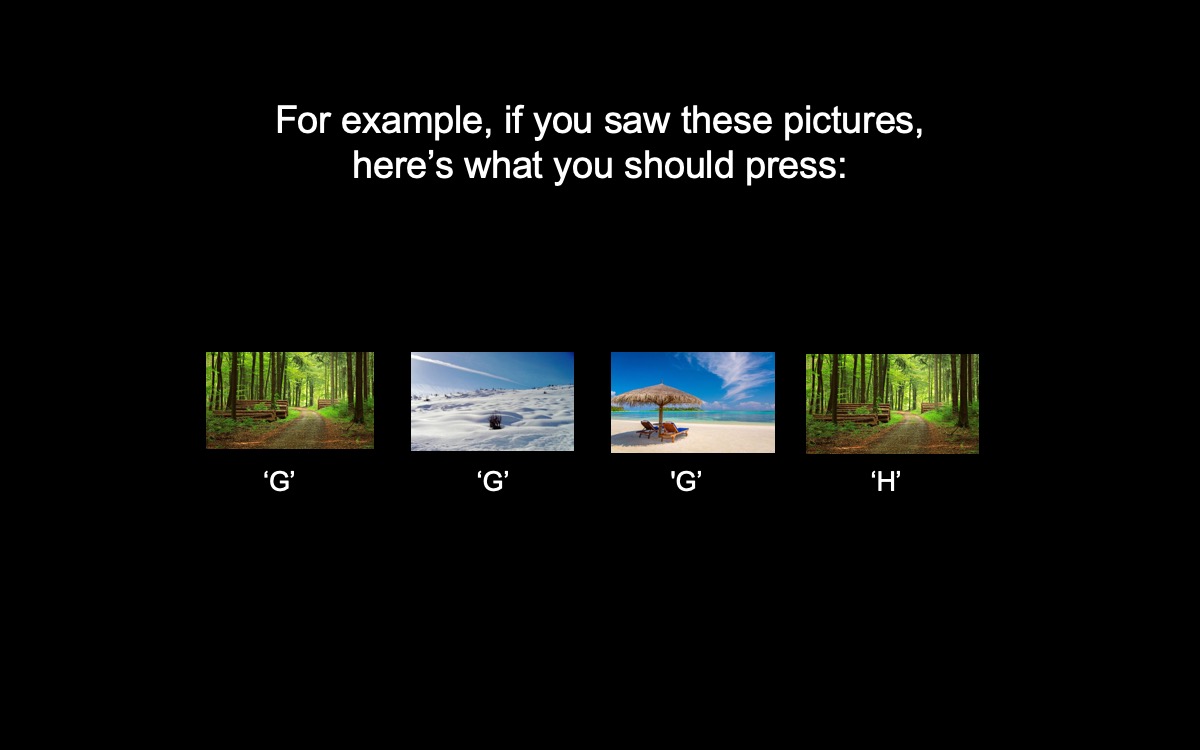 For example, if you saw these pictures,
here’s what you should press:
‘G’ ‘G’ 'G’ ‘H’